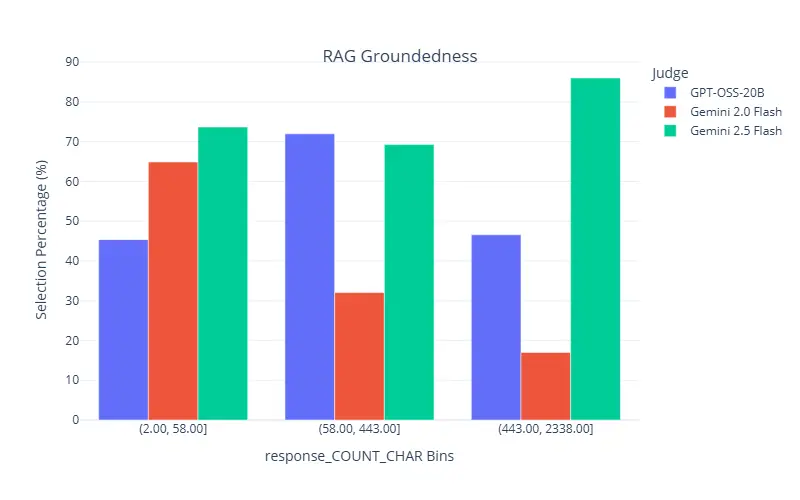 RAG Groundedness
Judge
GPT-OSS-20B
Gemini 2.0 Flash
Gemini 2.5 Flash
Selection Percentage (%)
90
80
70
60
50
40
30
20
10
0
(2.00, 58.00]
(58.00, 443.00]
(443.00, 2338.00]
response_COUNT_CHAR Bins